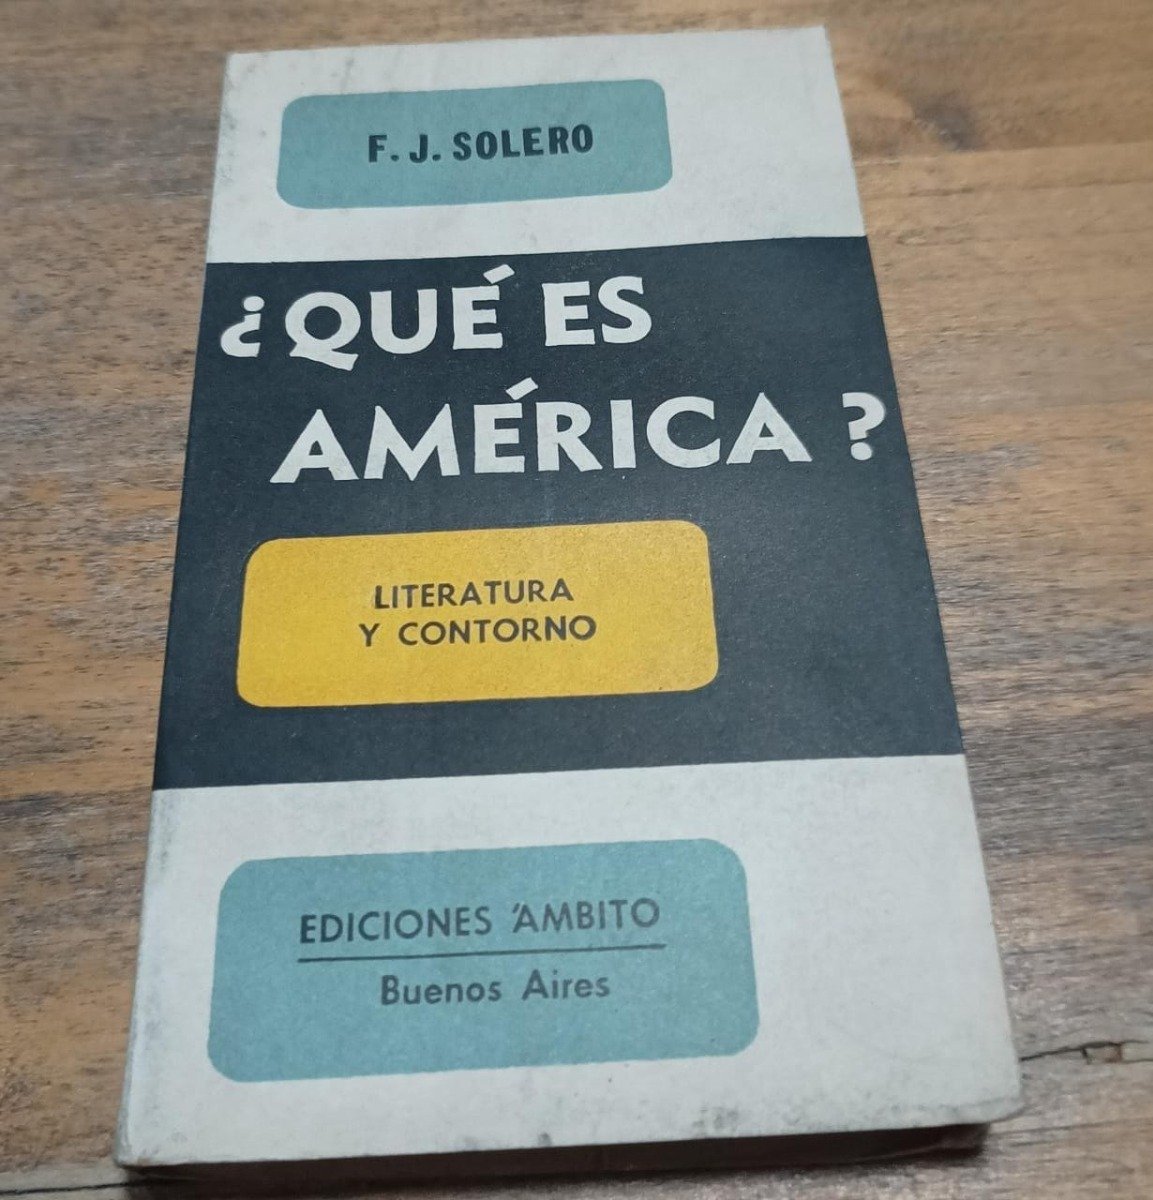 F. J. SOLERO
¿QUÉ ES
AMÉRICA?
LITERATURA
Y CONTORNO
EDICIONES ÁMBITO
Buenos Aires